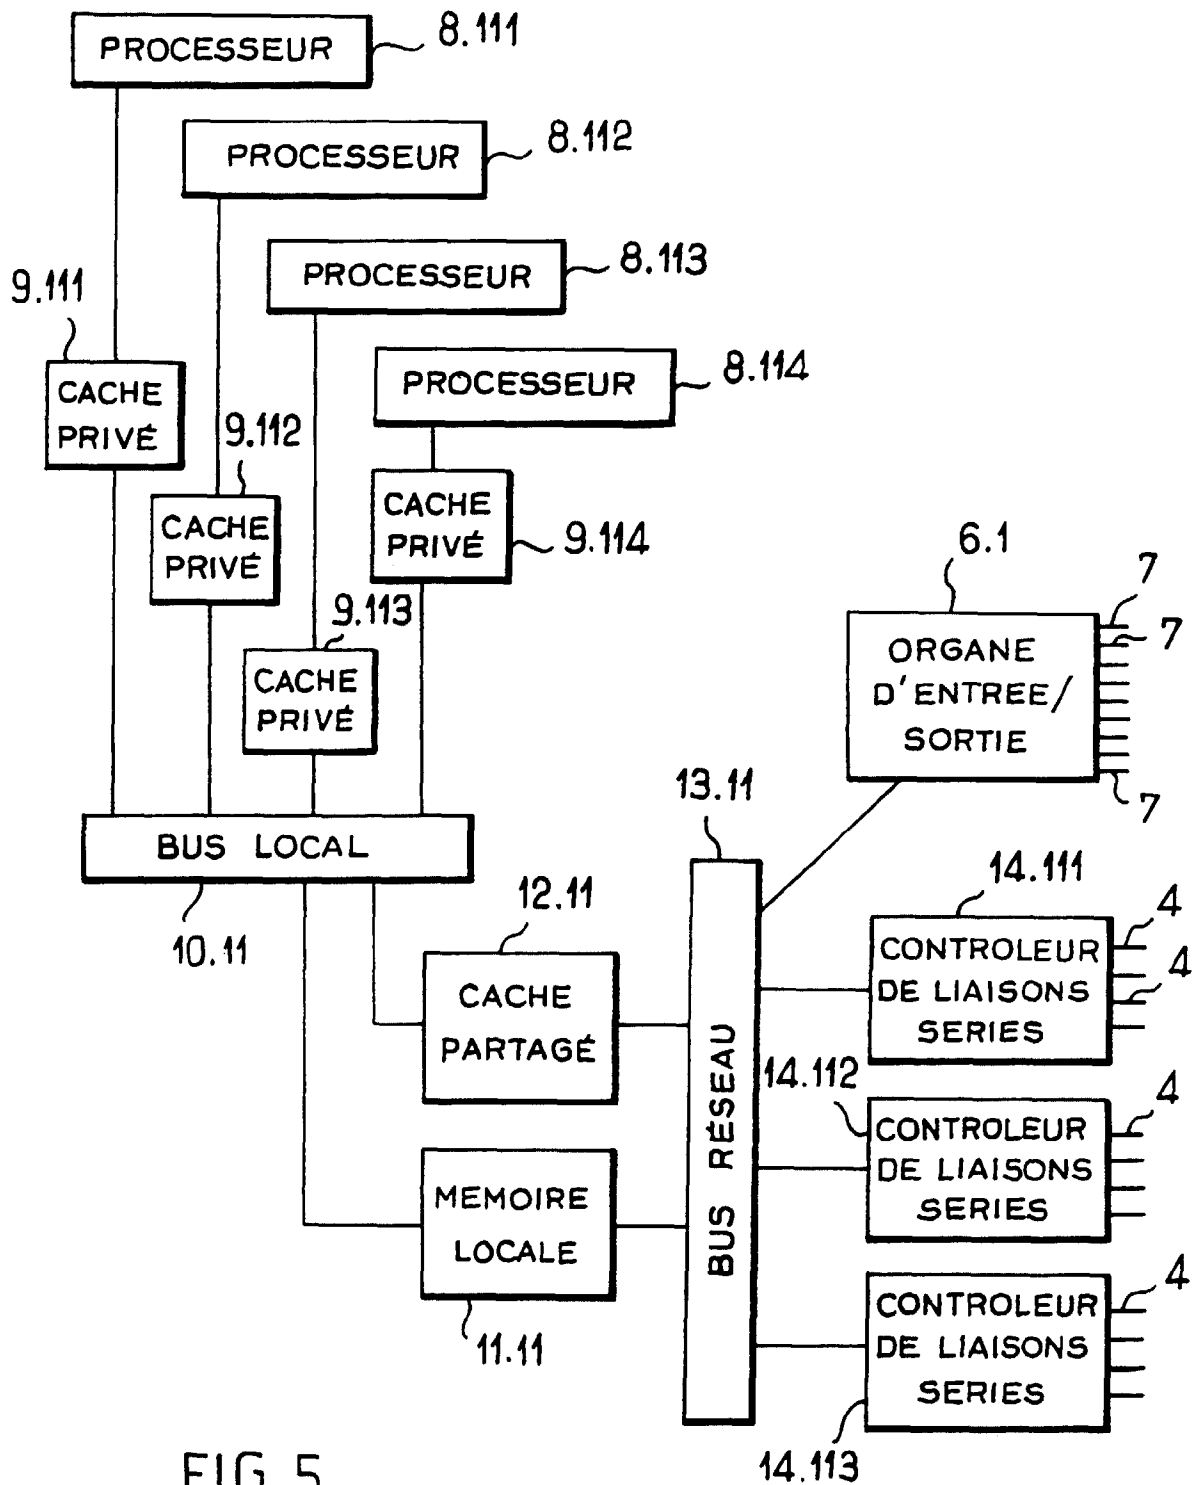 PROCESSEUR
8.111
PROCESSEUR
8.112
PROCESSEUR
8.113
9.111
PROCESSEUR
8.114
CACHE
PRIVÉ
9.112
CACHE
PRIVÉ
9.114
CACHE
PRIVÉ
9.113
CACHE
PRIVÉ
6.1
7
7
ORGANE
D'ENTREE/
SORTIE
7
13.11
BUS LOCAL
10.11
12.11
CACHE
PARTAGÉ
BUS RÉSEAU
14.111
4
4
CONTROLEUR
DE LIAISONS
SERIES
14.112
4
CONTROLEUR
DE LIAISONS
SERIES
MEMOIRE
LOCALE
11.11
4
CONTROLEUR
DE LIAISONS
SERIES
14.113
FIG.5